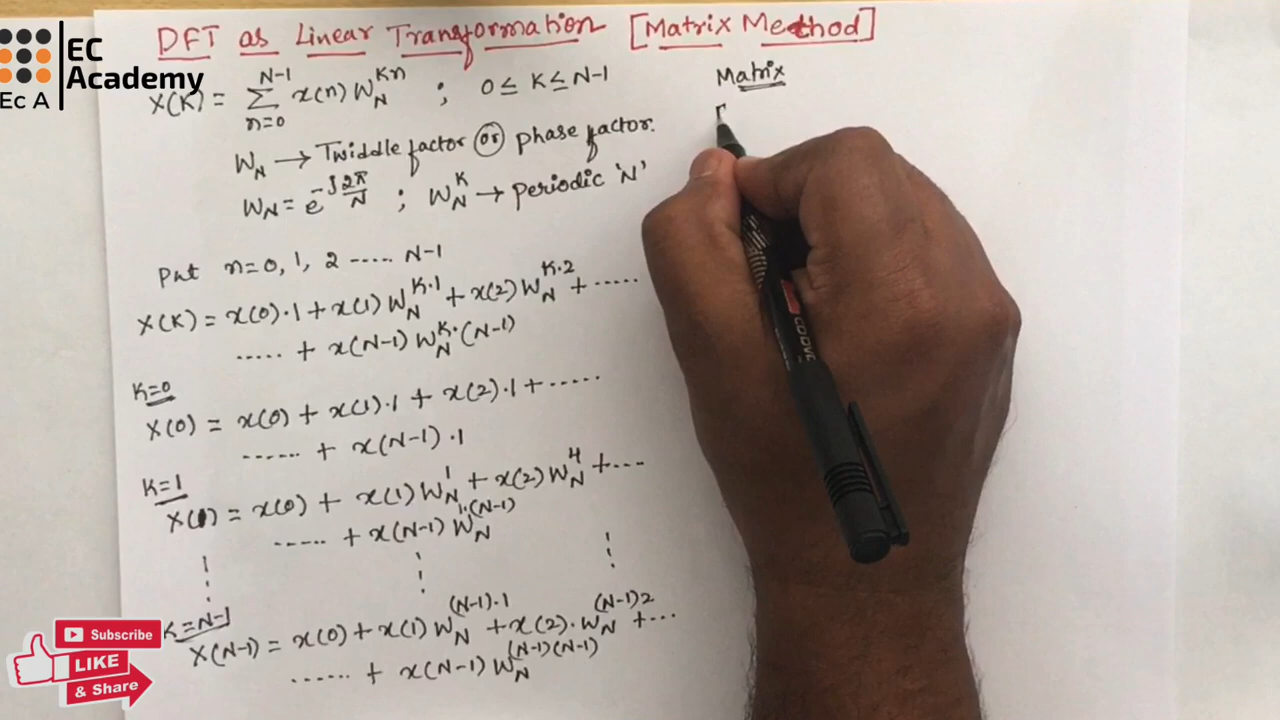 DFT as Linear Transformation [Matrix Method]
EC
Academy
Ec A
X(K) = N-1 Σ n=0 x(n) W_N^Kn ; 0 ≤ K ≤ N-1
W_N → Twiddle factor (or) phase factor.
W_N = e^-j2π/N ; W_N^K → periodic 'N'
Put n=0, 1, 2 ..... N-1
X(K) = x(0)·1 + x(1) W_N^K·1 + x(2) W_N^K·2 + .....
..... + x(N-1) W_N^K·(N-1)
K=0
X(0) = x(0) + x(1)·1 + x(2)·1 + .....
...... + x(N-1)·1
K=1
X(1) = x(0) + x(1) W_N^1 + x(2) W_N^4 + ....
..... + x(N-1) W_N^1·(N-1)
K=N-1
X(N-1) = x(0) + x(1) W_N^(N-1)·1 + x(2)· W_N^(N-1)2 + ...
...... + x(N-1) W_N^(N-1)(N-1)
Matrix
Subscribe
LIKE
& Share